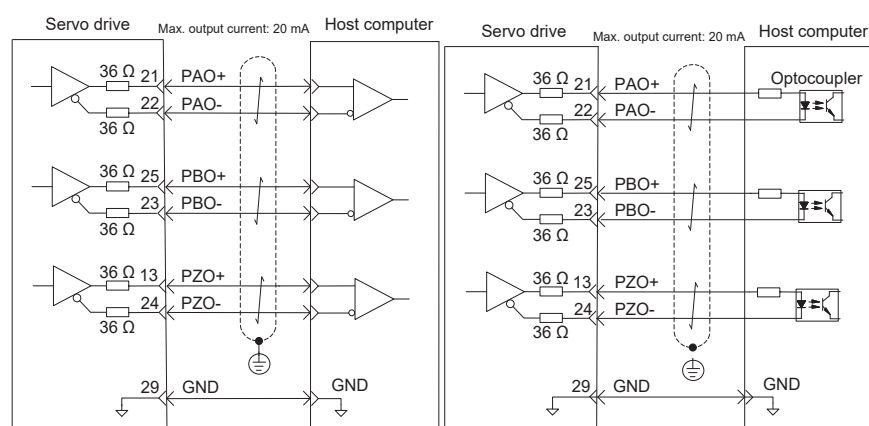 Servo drive
Max. output current: 20 mA
Host computer
36 Ω
21
PAO+
22
PAO-
36 Ω
36 Ω
25
PBO+
23
PBO-
36 Ω
36 Ω
13
PZO+
24
PZO-
36 Ω
29
GND
GND
Servo drive
Max. output current: 20 mA
Host computer
Optocoupler
36 Ω
21
PAO+
22
PAO-
36 Ω
36 Ω
25
PBO+
23
PBO-
36 Ω
36 Ω
13
PZO+
24
PZO-
36 Ω
29
GND
GND